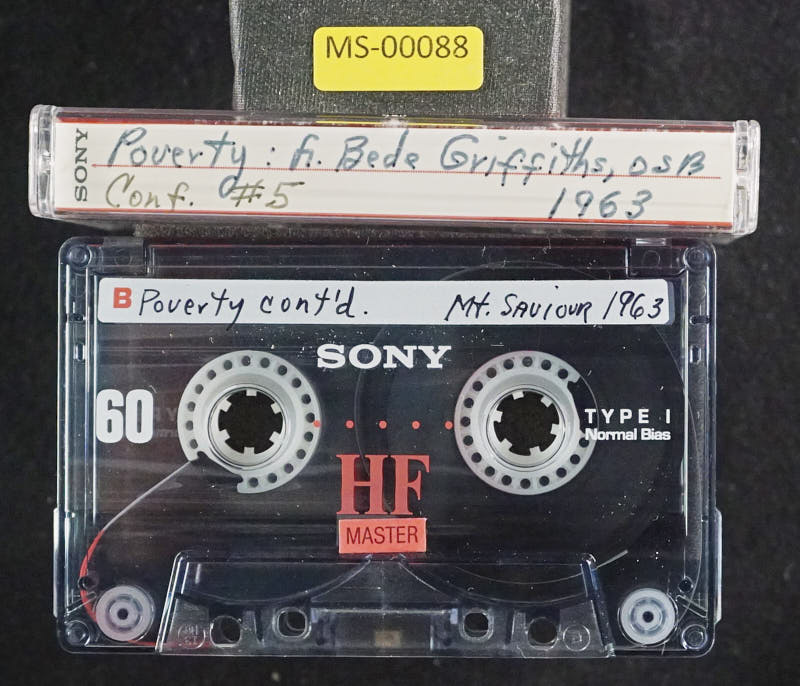 MS-00088
SONY
Poverty: Fr. Bede Griffiths, OSB
Conf. #5 1963
B Poverty cont'd. Mt. Saviour 1963
SONY
60
TYPE I
Normal Bias
HF
MASTER